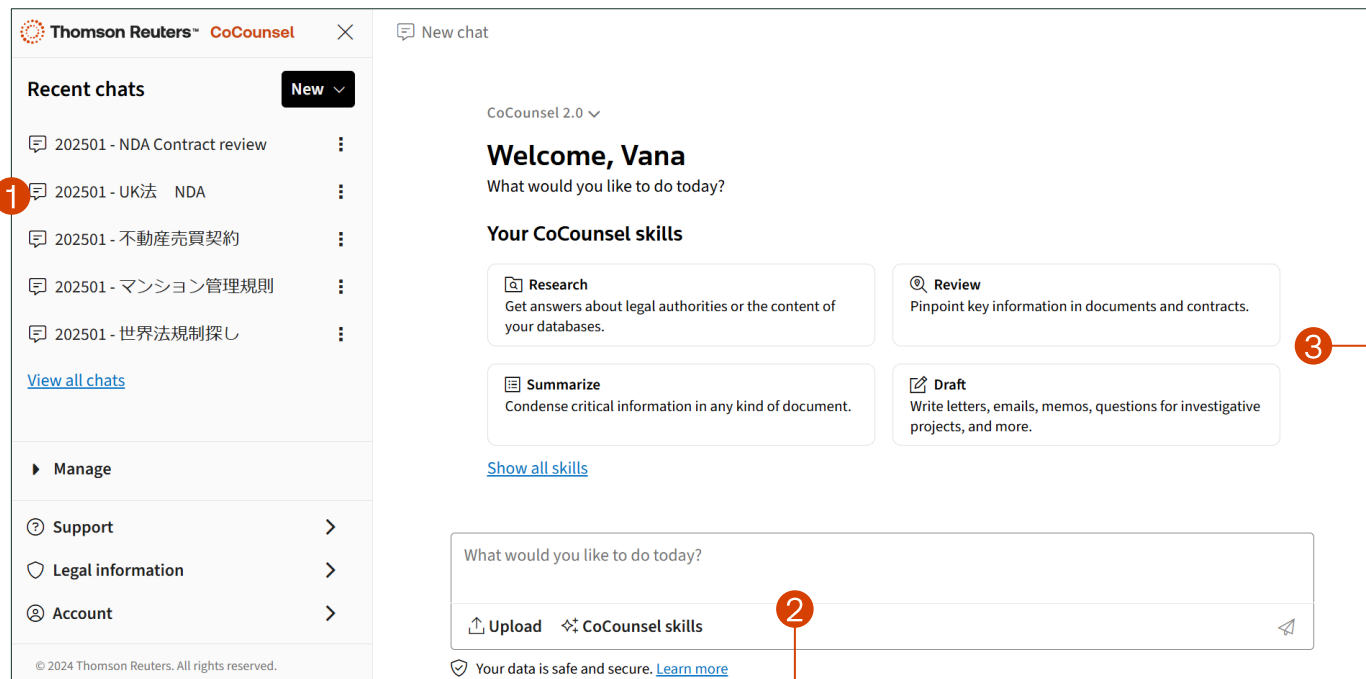 Thomson Reuters™ CoCounsel
Recent chats
New
202501 - NDA Contract review
202501 - UK法　NDA
202501 - 不動産売買契約
202501 - マンション管理規則
202501 - 世界法規制探し
View all chats
Manage
Support
Legal information
Account
© 2024 Thomson Reuters. All rights reserved.
1
New chat
CoCounsel 2.0
Welcome, Vana
What would you like to do today?
Your CoCounsel skills
Research
Get answers about legal authorities or the content of
your databases.
Review
Pinpoint key information in documents and contracts.
3
Summarize
Condense critical information in any kind of document.
Draft
Write letters, emails, memos, questions for investigative
projects, and more.
Show all skills
What would you like to do today?
2
Upload CoCounsel skills
Your data is safe and secure. Learn more